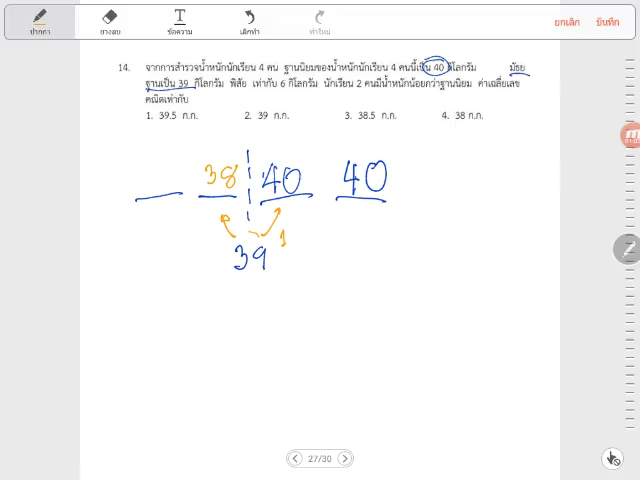 ปากกา
ยางลบ
ข้อความ
เลิกทำ
ทำใหม่
ยกเลิก
บันทึก
14. จากการสำรวจน้ำหนักนักเรียน 4 คน ฐานนิยมของน้ำหนักนักเรียน 4 คนนี้เป็น 40 กิโลกรัม มัธย
ฐานเป็น 39 กิโลกรัม พิสัย เท่ากับ 6 กิโลกรัม นักเรียน 2 คนมีน้ำหนักน้อยกว่าฐานนิยม ค่าเฉลี่ยเลข
คณิตเท่ากับ
1. 39.5 ก.ก. 2. 39 ก.ก. 3. 38.5 ก.ก. 4. 38 ก.ก.
38 40 40
39 1
27/30